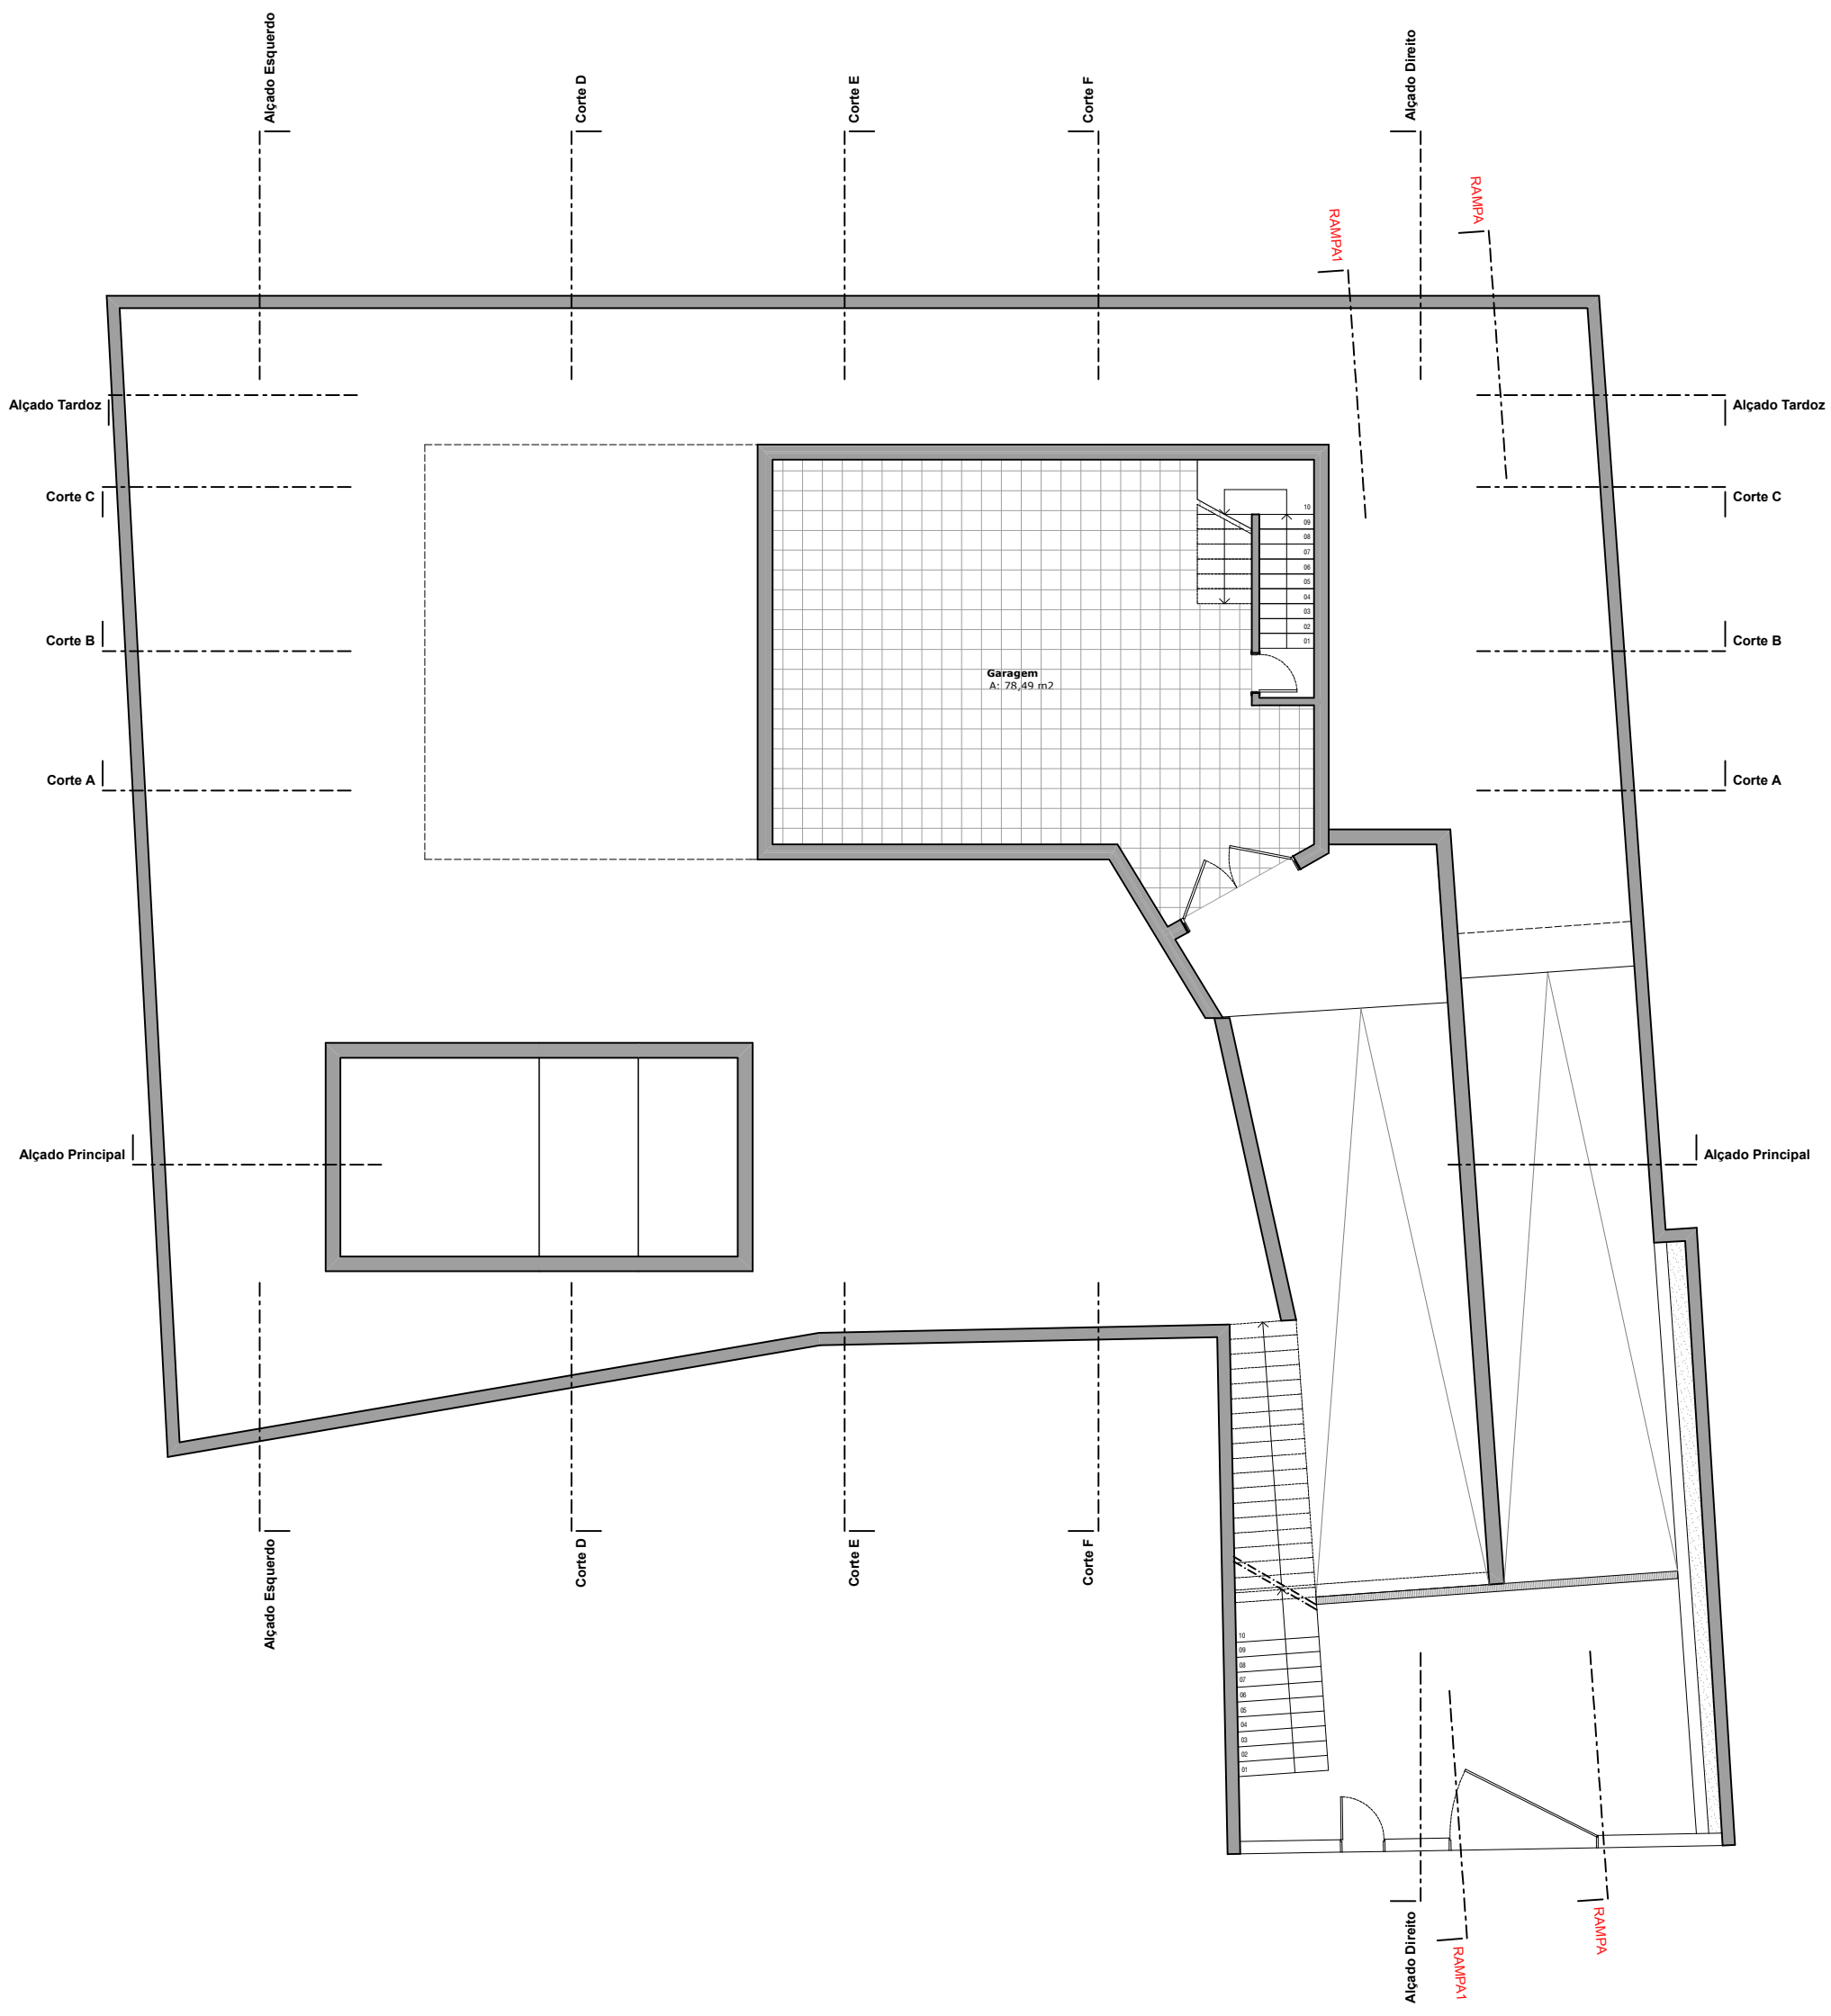 Alçado Esquerdo
Corte D
Corte E
Corte F
Alçado Direito
RAMPA1
RAMPA
Alçado Tardoz
Alçado Tardoz
Corte C
Corte C
10
09
08
07
06
05
04
03
02
01
Corte B
Corte B
Garagem
A: 78,49 m2
Corte A
Corte A
Alçado Principal
Alçado Principal
Alçado Esquerdo
Corte D
Corte E
Corte F
10
09
08
07
06
05
04
03
02
01
Alçado Direito
RAMPA1
RAMPA